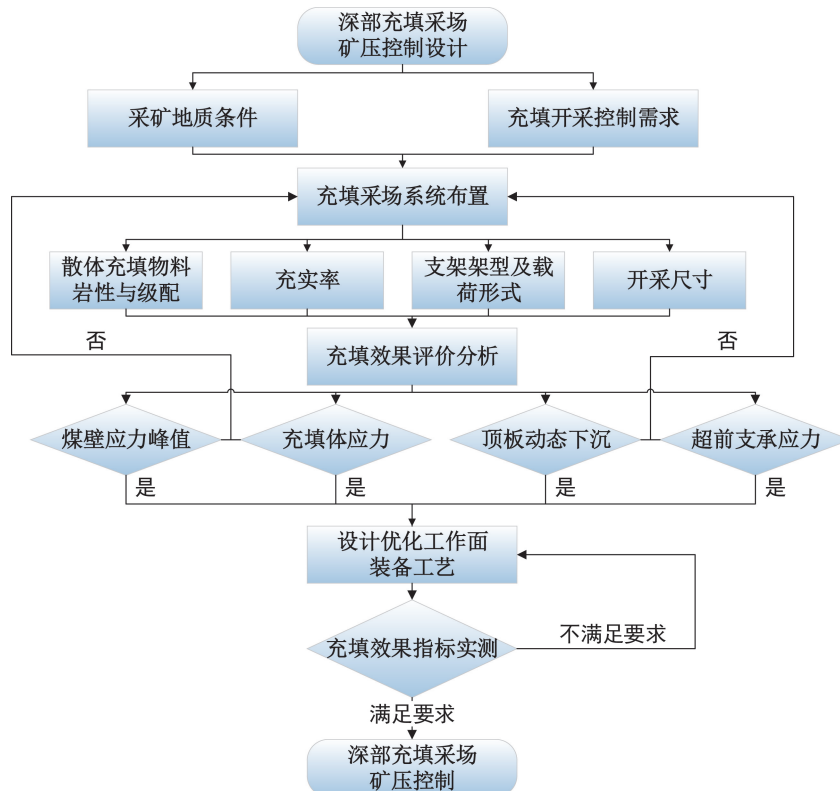 深部充填采场
矿压控制设计
采矿地质条件
充填开采控制需求
充填采场系统布置
散体充填物料
岩性与级配
充实率
支架架型及载
荷形式
开采尺寸
否
否
充填效果评价分析
煤壁应力峰值
充填体应力
顶板动态下沉
超前支承应力
是
是
是
是
设计优化工作面
装备工艺
充填效果指标实测
不满足要求
满足要求
深部充填采场
矿压控制